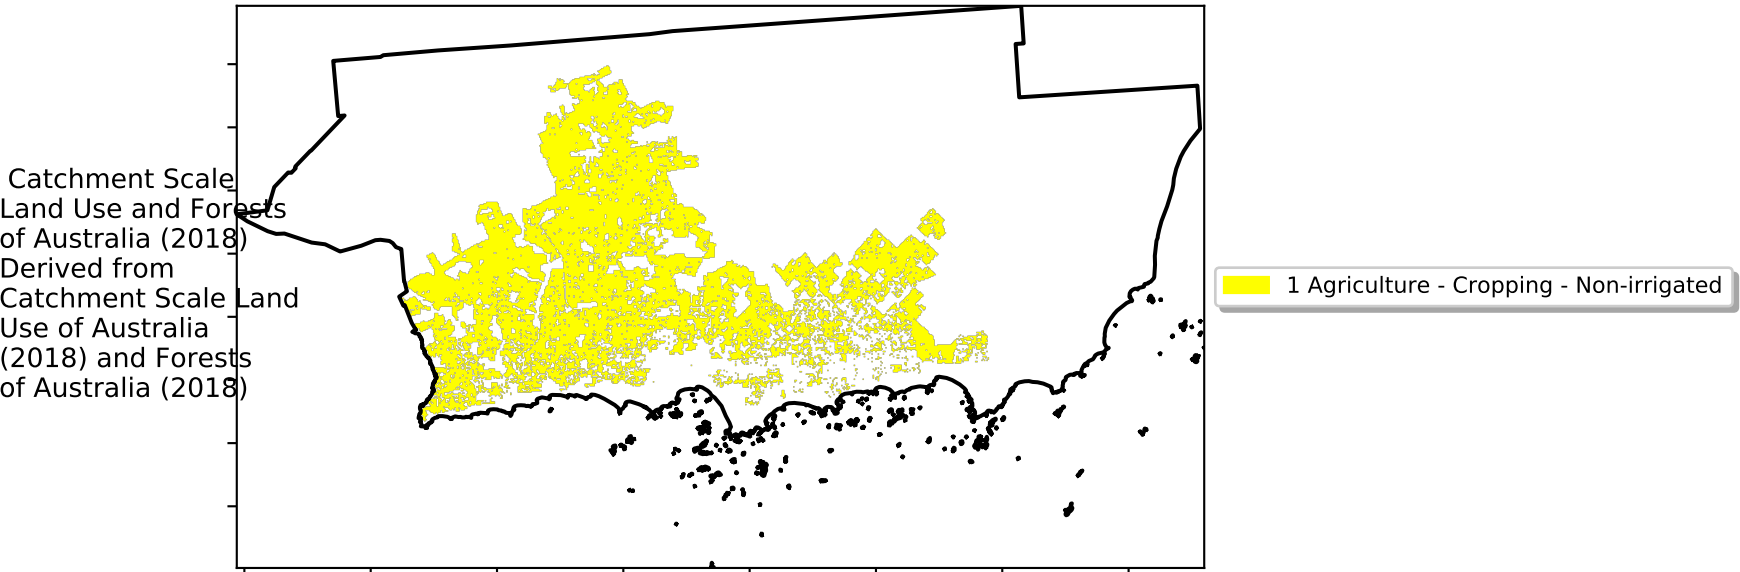 Catchment Scale
Land Use and Forests
of Australia (2018)
Derived from
Catchment Scale Land
Use of Australia
(2018) and Forests
of Australia (2018)
1 Agriculture - Cropping - Non-irrigated